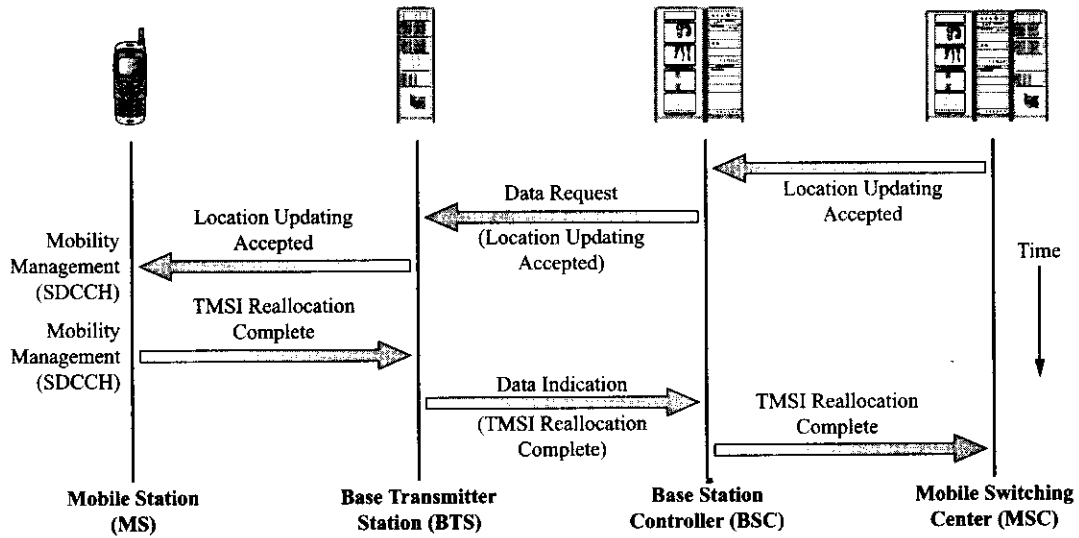 Location Updating
Accepted
Data Request
(Location Updating
Accepted)
Location Updating
Accepted
Mobility
Management
(SDCCH)
Time
TMSI Reallocation
Complete
Mobility
Management
(SDCCH)
Data Indication
(TMSI Reallocation
Complete)
TMSI Reallocation
Complete
Mobile Station
(MS)
Base Transmitter
Station (BTS)
Base Station
Controller (BSC)
Mobile Switching
Center (MSC)